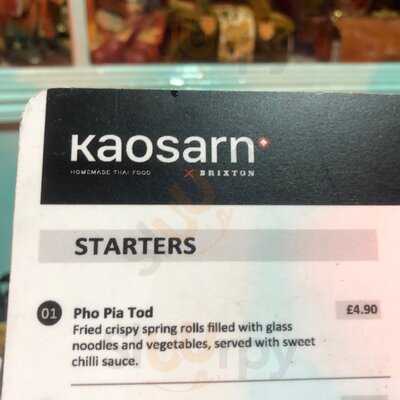 Kaosarn
HOMEMADE THAI FOOD × BRIXTON
STARTERS
01 Pho Pia Tod £4.90
Fried crispy spring rolls filled with glass
noodles and vegetables, served with sweet
chilli sauce.